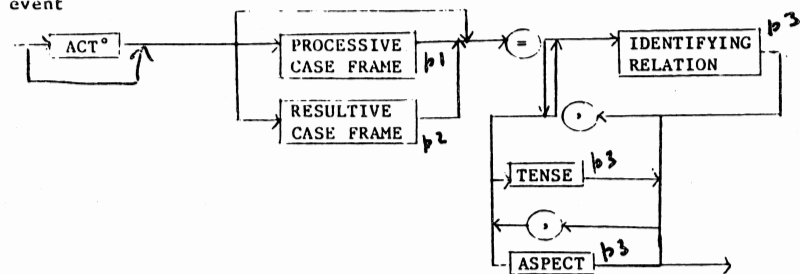 event
ACT° PROCESSIVE = IDENTIFYING p3
CASE FRAME p1 RELATION
RESULTIVE ,
CASE FRAME p2
TENSE p3
,
ASPECT p3